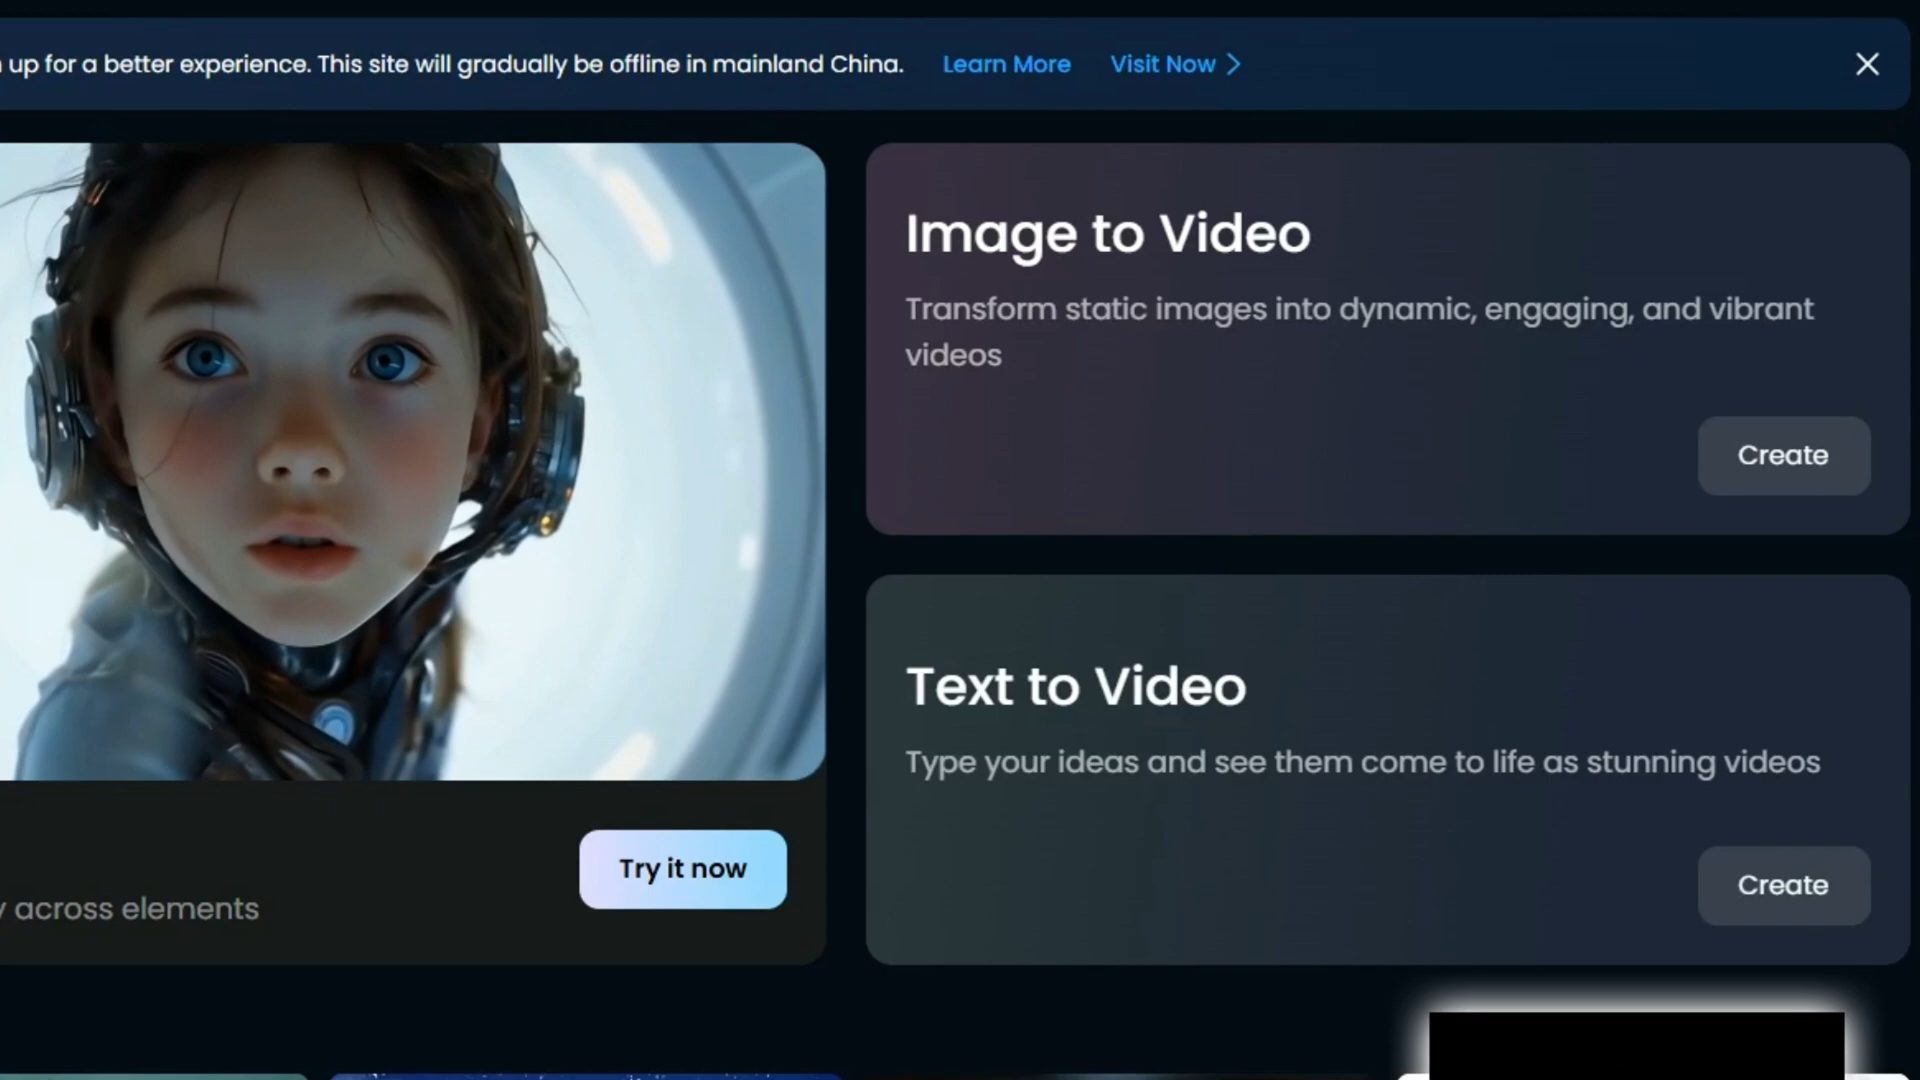 up for a better experience. This site will gradually be offline in mainland China. Learn More Visit Now
Image to Video
Transform static images into dynamic, engaging, and vibrant
videos
Create
Text to Video
Type your ideas and see them come to life as stunning videos
Create
Try it now
across elements